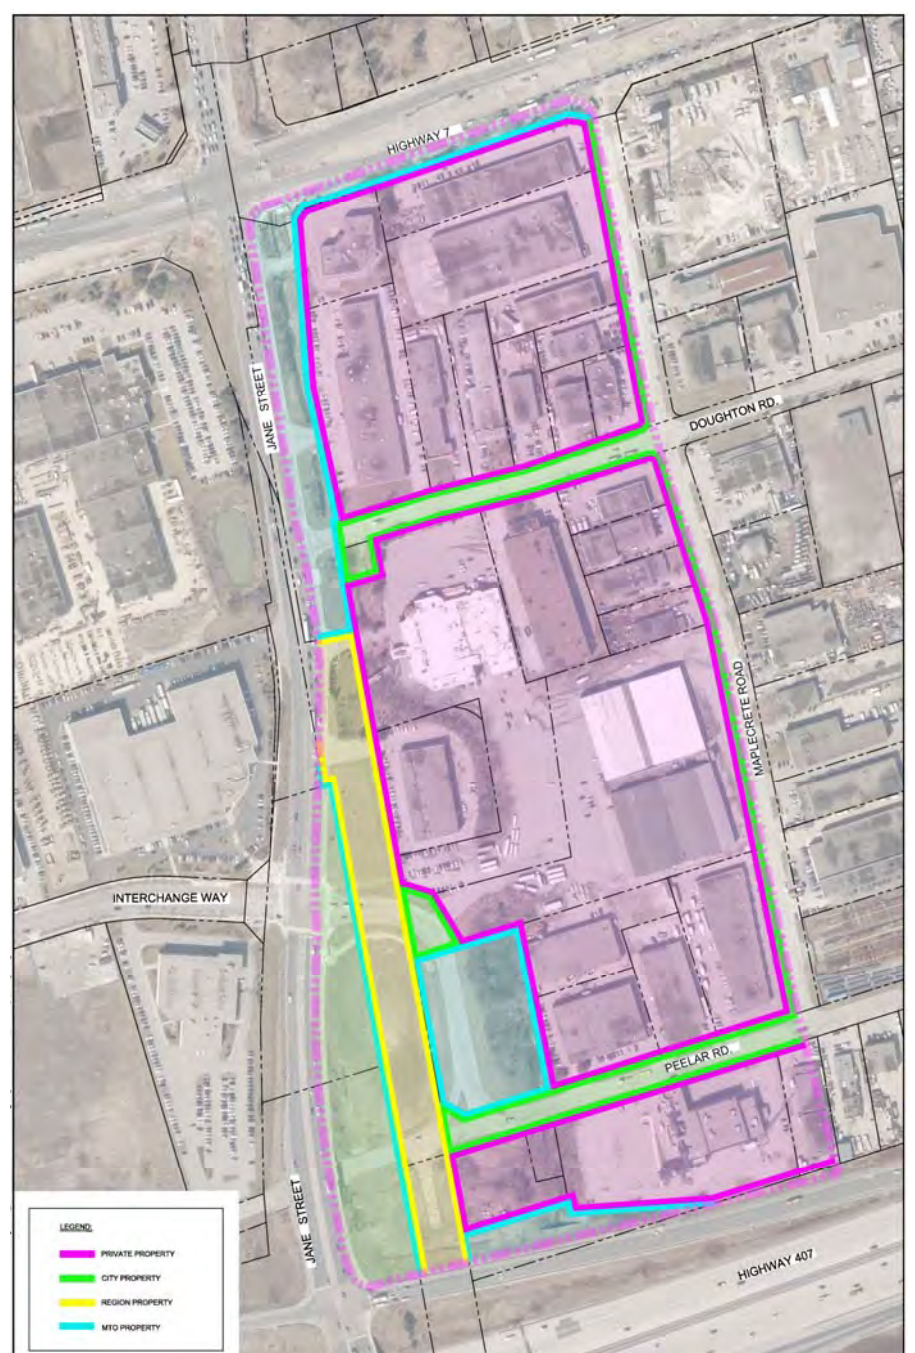 HIGHWAY 7
JANE STREET
DOUGHTON RD.
MAPLECRETE ROAD
INTERCHANGE WAY
PEELAR RD.
JANE STREET
HIGHWAY 407
LEGEND:
PRIVATE PROPERTY
CITY PROPERTY
REGION PROPERTY
MTO PROPERTY